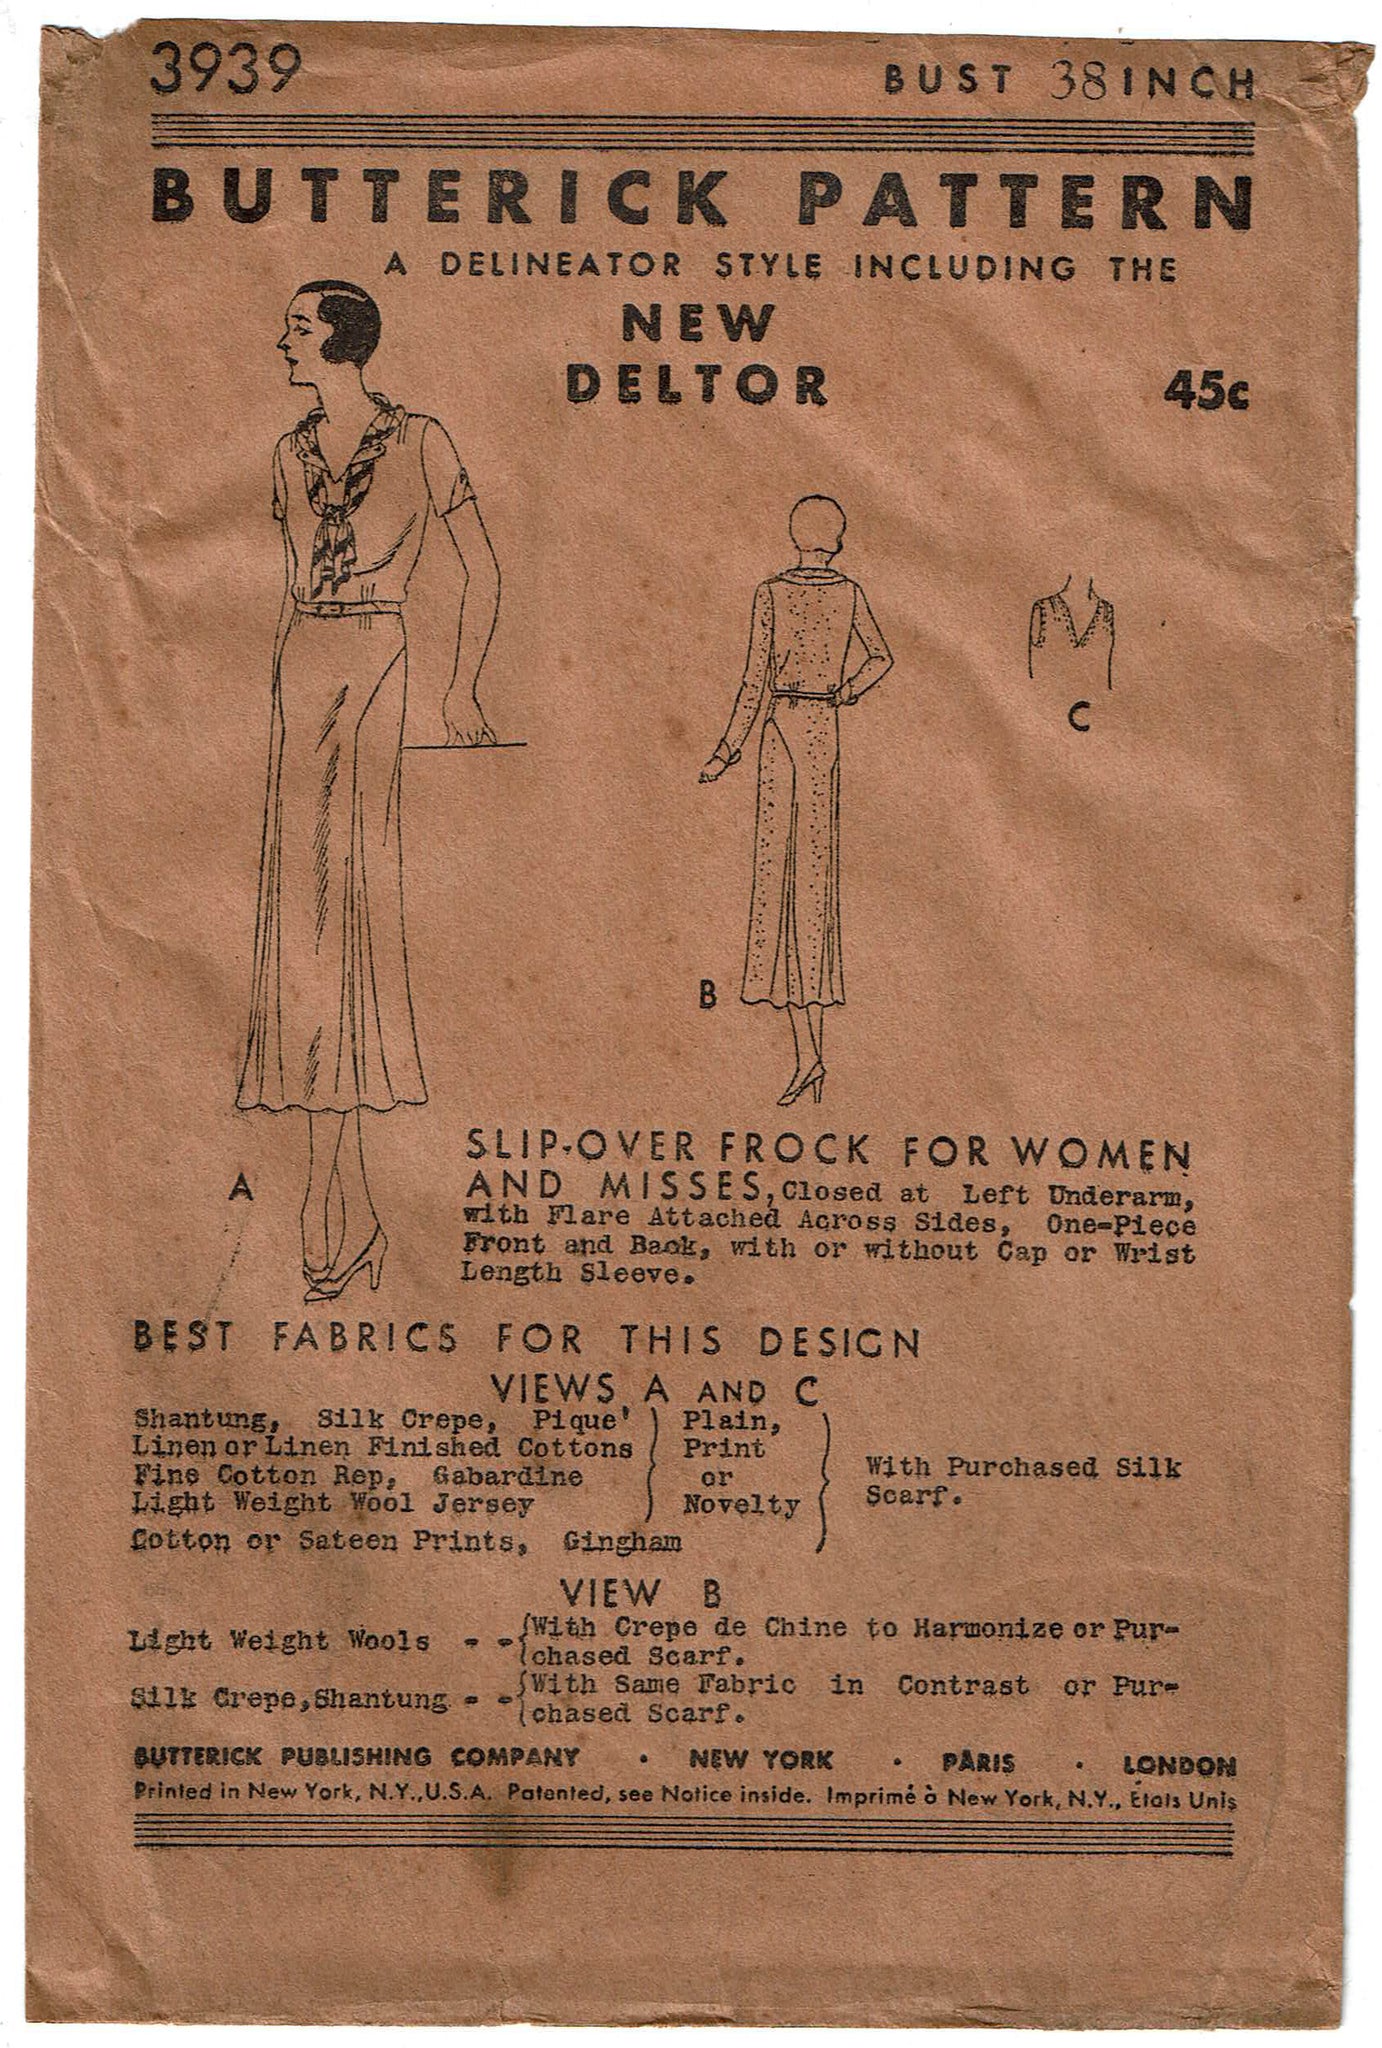 3939
BUST 38 INCH
BUTTERICK PATTERN
A DELINEATOR STYLE INCLUDING THE
NEW
DELTOR
45c
C
B
A
SLIP-OVER FROCK FOR WOMEN
AND MISSES, Closed at Left Underarm,
with Flare Attached Across Sides, One-Piece
Front and Back, with or without Cap or Wrist
Length Sleeve.
BEST FABRICS FOR THIS DESIGN
VIEWS A AND C
Shantung, Silk Crepe, Pique' Plain,
Linen or Linen Finished Cottons Print
Fine Cotton Rep, Gabardine or
Light Weight Wool Jersey Novelty
Cotton or Sateen Prints, Gingham
With Purchased Silk
Scarf.
VIEW B
Light Weight Wools - - With Crepe de Chine to Harmonize or Pur-
chased Scarf.
Silk Crepe, Shantung - - With Same Fabric in Contrast or Pur-
chased Scarf.
BUTTERICK PUBLISHING COMPANY · NEW YORK · PARIS · LONDON
Printed in New York, N.Y., U.S.A. Patented, see Notice inside. Imprimé à New York, N.Y., Etats Unis